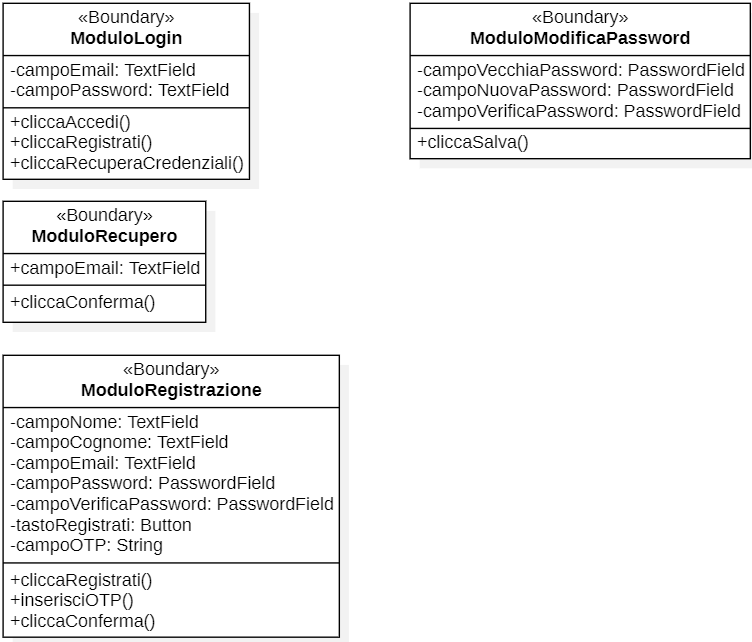 «Boundary»
ModuloLogin
-campoEmail: TextField
-campoPassword: TextField
+cliccaAccedi()
+cliccaRegistrati()
+cliccaRecuperaCredenziali()
«Boundary»
ModuloModificaPassword
-campoVecchiaPassword: PasswordField
-campoNuovaPassword: PasswordField
-campoVerificaPassword: PasswordField
+cliccaSalva()
«Boundary»
ModuloRecupero
+campoEmail: TextField
+cliccaConferma()
«Boundary»
ModuloRegistrazione
-campoNome: TextField
-campoCognome: TextField
-campoEmail: TextField
-campoPassword: PasswordField
-campoVerificaPassword: PasswordField
-tastoRegistrati: Button
-campoOTP: String
+cliccaRegistrati()
+inserisciOTP()
+cliccaConferma()